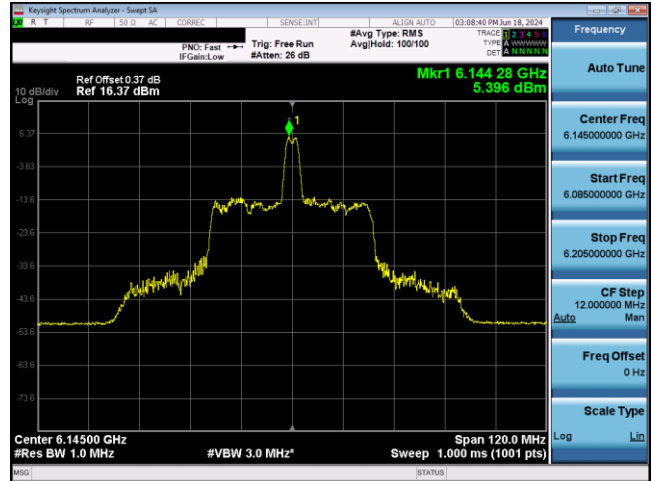 Keysight Spectrum Analyzer - Swept SA
LXI R T RF 50 Ω AC CORREC SENSE:INT ALIGN AUTO 03:08:40 PM Jun 18, 2024
PNO: Fast
IFGain:Low
Trig: Free Run
#Atten: 26 dB
#Avg Type: RMS
Avg|Hold: 100/100
TRACE 1 2 3 4 5 6
TYPE A WWWWW
DET A N N N N N
Ref Offset 0.37 dB
10 dB/div Ref 16.37 dBm
Log
Mkr1 6.144 28 GHz
5.396 dBm
1
6.37
-3.63
-13.6
-23.6
-33.6
-43.6
-53.6
-63.6
-73.6
Center 6.14500 GHz Span 120.0 MHz
#Res BW 1.0 MHz #VBW 3.0 MHz* Sweep 1.000 ms (1001 pts)
MSG STATUS
Frequency
Auto Tune
Center Freq
6.145000000 GHz
Start Freq
6.085000000 GHz
Stop Freq
6.205000000 GHz
CF Step
12.000000 MHz
Auto Man
Freq Offset
0 Hz
Scale Type
Log Lin